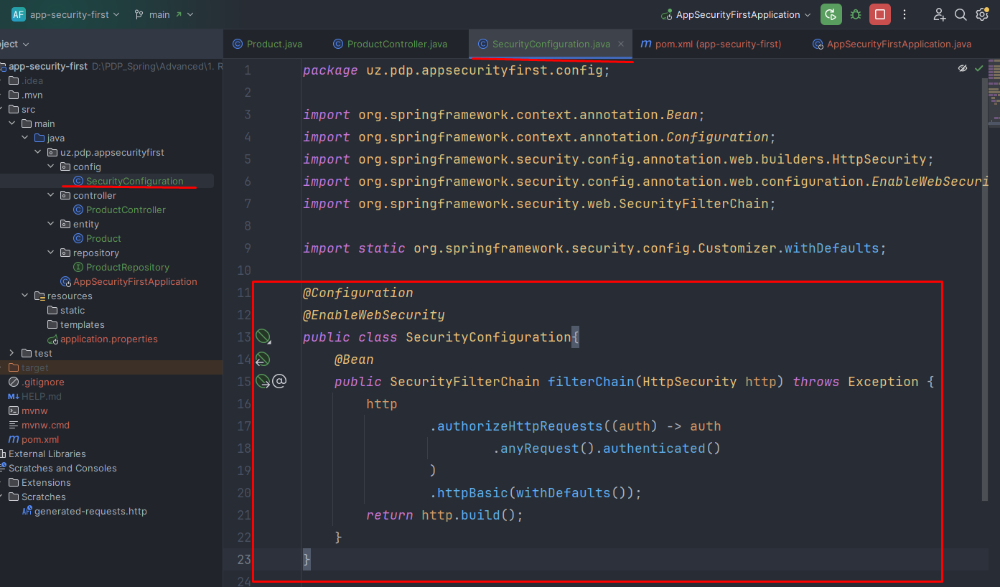 AF app-security-first main AppSecurityFirstApplication
ject
Product.java ProductController.java SecurityConfiguration.java pom.xml (app-security-first) AppSecurityFirstApplication.java
app-security-first D:\PDP_Spring\Advanced\1. R
.idea
.mvn
src
main
java
uz.pdp.appsecurityfirst
config
SecurityConfiguration
controller
ProductController
entity
Product
repository
ProductRepository
AppSecurityFirstApplication
resources
static
templates
application.properties
test
target
.gitignore
HELP.md
mvnw
mvnw.cmd
pom.xml
External Libraries
Scratches and Consoles
Extensions
Scratches
generated-requests.http
1 package uz.pdp.appsecurityfirst.config;
2
3 import org.springframework.context.annotation.Bean;
4 import org.springframework.context.annotation.Configuration;
5 import org.springframework.security.config.annotation.web.builders.HttpSecurity;
6 import org.springframework.security.config.annotation.web.configuration.EnableWebSecuri
7 import org.springframework.security.web.SecurityFilterChain;
8
9 import static org.springframework.security.config.Customizer.withDefaults;
10
11 @Configuration
12 @EnableWebSecurity
13 public class SecurityConfiguration{
14 @Bean
15 public SecurityFilterChain filterChain(HttpSecurity http) throws Exception {
16 http
17 .authorizeHttpRequests((auth) -> auth
18 .anyRequest().authenticated()
19 )
20 .httpBasic(withDefaults());
21 return http.build();
22 }
23 }
24